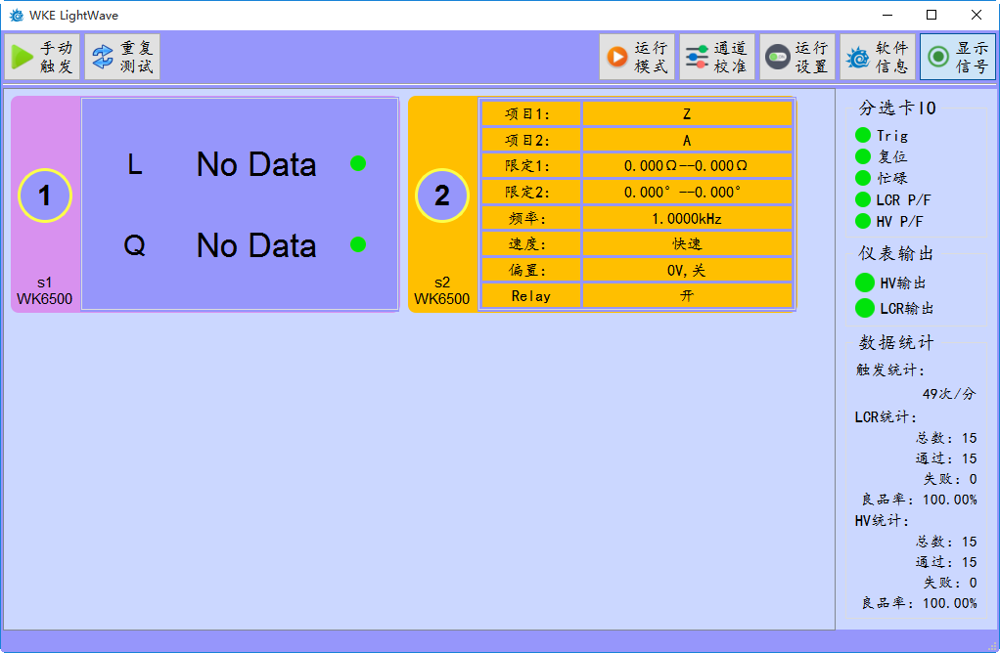 WKE LightWave
手动
触发
重复
测试
运行
模式
通道
校准
运行
设置
软件
信息
显示
信号
1
L No Data
Q No Data
s1
WK6500
2
s2
WK6500
项目1: Z
项目2: A
限定1: 0.000Ω--0.000Ω
限定2: 0.000° --0.000°
频率: 1.0000kHz
速度: 快速
偏置: 0V,关
Relay 开
分选卡IO
Trig
复位
忙碌
LCR P/F
HV P/F
仪表输出
HV输出
LCR输出
数据统计
触发统计:
49次/分
LCR统计:
总数: 15
通过: 15
失败: 0
良品率: 100.00%
HV统计:
总数: 15
通过: 15
失败: 0
良品率: 100.00%